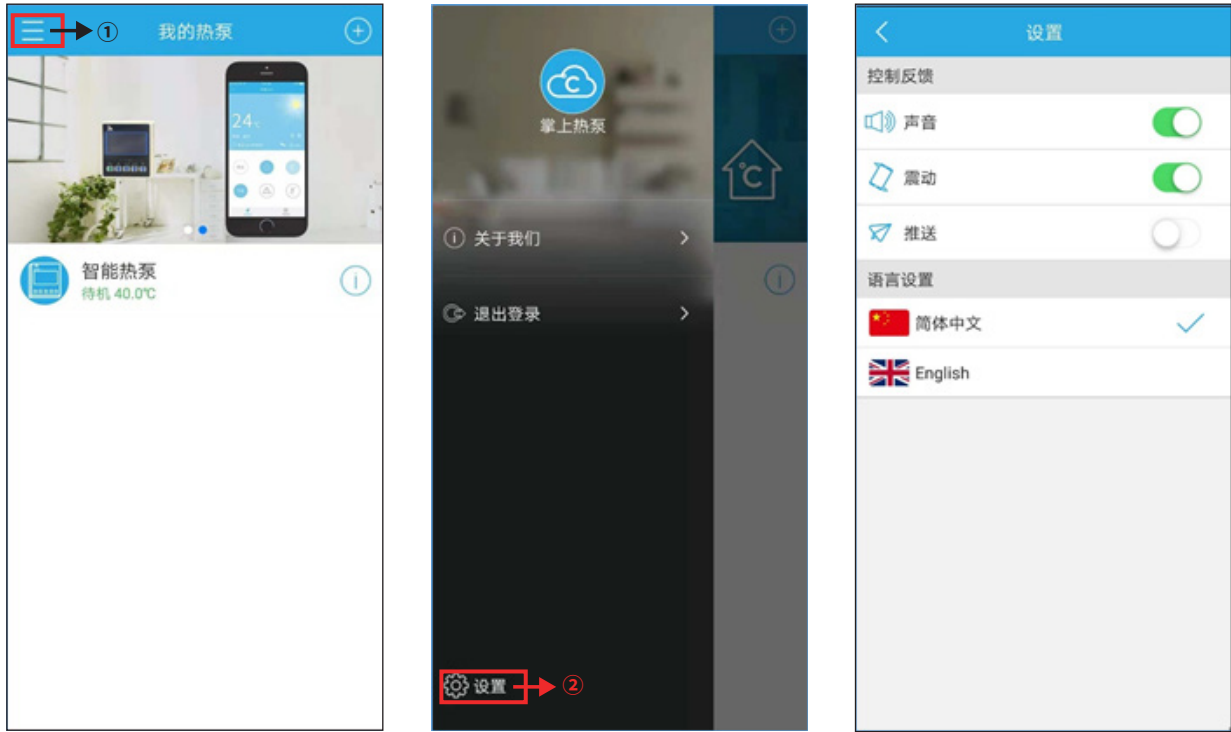 ①
我的热泵
24
智能热泵
待机 40.0℃
C
掌上热泵
℃
关于我们
退出登录
设置
②
设置
控制反馈
声音
震动
推送
语言设置
简体中文
English